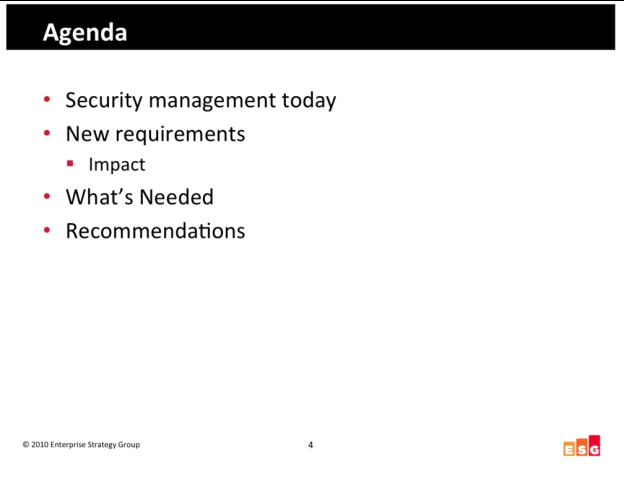 Agenda
• Security management today
• New requirements
▪ Impact
• What's Needed
• Recommendations
© 2010 Enterprise Strategy Group
4
ESG